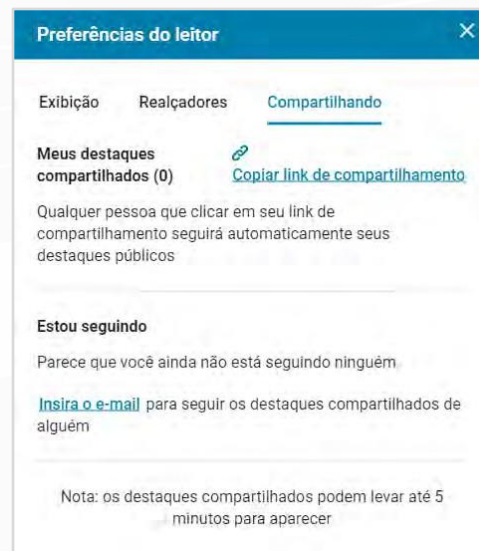 Preferências do leitor
Exibição Realçadores Compartilhando
Meus destaques
compartilhados (0) Copiar link de compartilhamento
Qualquer pessoa que clicar em seu link de
compartilhamento seguirá automaticamente seus
destaques públicos
Estou seguindo
Parece que você ainda não está seguindo ninguém
Insira o e-mail para seguir os destaques compartilhados de
alguém
Nota: os destaques compartilhados podem levar até 5
minutos para aparecer